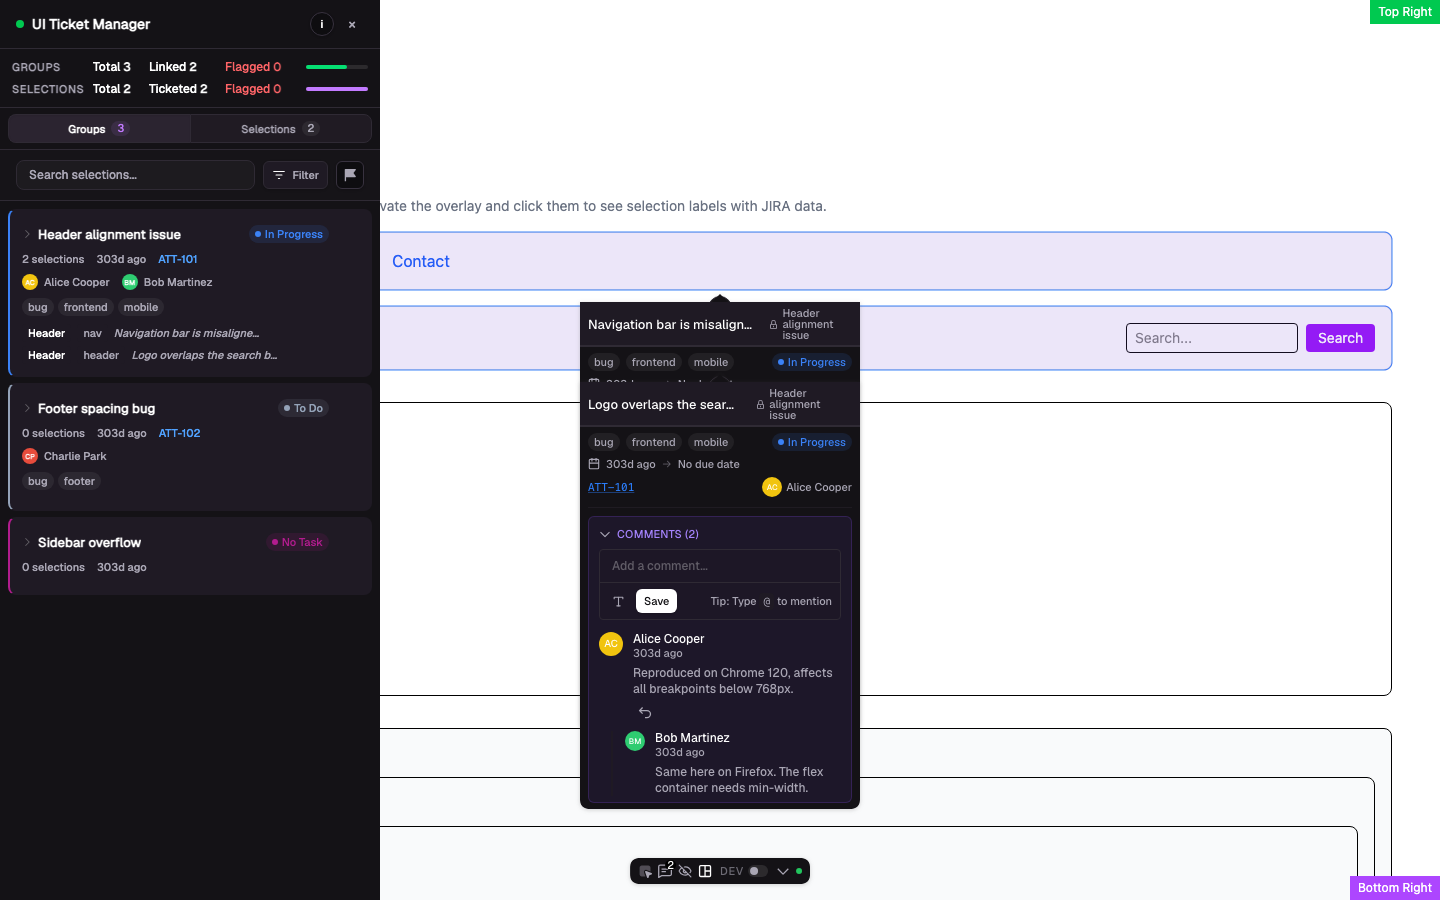 UI Ticket Manager
i
×
GROUPS Total 3 Linked 2 Flagged 0
SELECTIONS Total 2 Ticketed 2 Flagged 0
Groups 3 Selections 2
Search selections...
Filter
Header alignment issue In Progress
2 selections 303d ago ATT-101
AC Alice Cooper BM Bob Martinez
bug frontend mobile
Header nav Navigation bar is misaligne...
Header header Logo overlaps the search b...
Footer spacing bug To Do
0 selections 303d ago ATT-102
CP Charlie Park
bug footer
Sidebar overflow No Task
0 selections 303d ago
Top Right
vate the overlay and click them to see selection labels with JIRA data.
Contact
Search...
Search
Navigation bar is misalign...
Header
alignment
issue
bug frontend mobile In Progress
Logo overlaps the sear...
Header
alignment
issue
bug frontend mobile In Progress
303d ago → No due date
ATT-101 AC Alice Cooper
COMMENTS (2)
Add a comment...
T Save Tip: Type @ to mention
AC Alice Cooper
303d ago
Reproduced on Chrome 120, affects
all breakpoints below 768px.
BM Bob Martinez
303d ago
Same here on Firefox. The flex
container needs min-width.
2
DEV
Bottom Right